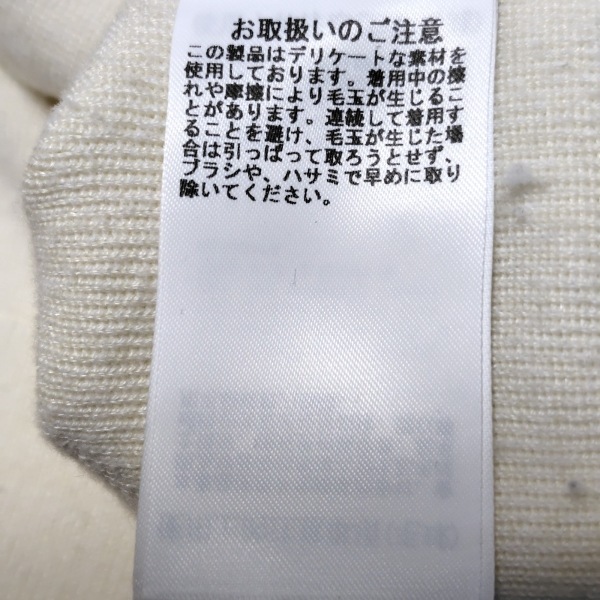 お取扱いのご注意
この製品はデリケートな素材を
使用しております。着用中の擦
れや摩擦により毛玉が生じるこ
とがあります。連続して着用す
ることを避け、毛玉が生じた場
合は引っぱって取ろうとせず、
ブラシや、ハサミで早めに取り
除いてください。